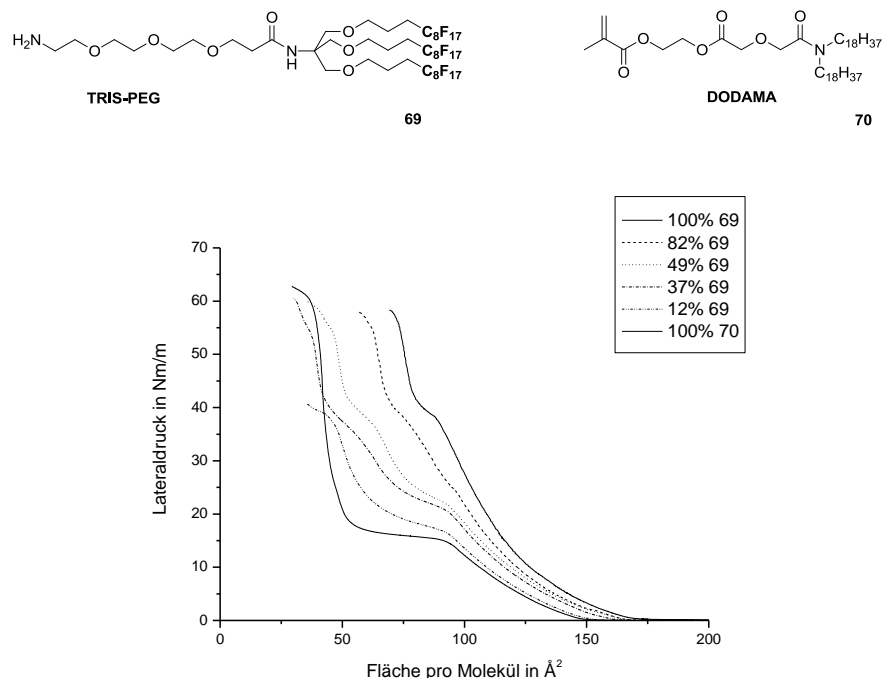 O
O
H₂N
O
O
O
N
H
O
O
O
C₈F₁₇
C₈F₁₇
C₈F₁₇
TRIS-PEG
69
O
O
O
O
O
O
N
C₁₈H₃₇
C₁₈H₃₇
DODAMA
70
100% 69
82% 69
49% 69
37% 69
12% 69
100% 70
Lateraldruck in Nm/m
70
60
50
40
30
20
10
0
0 50 100 150 200
Fläche pro Molekül in Å²